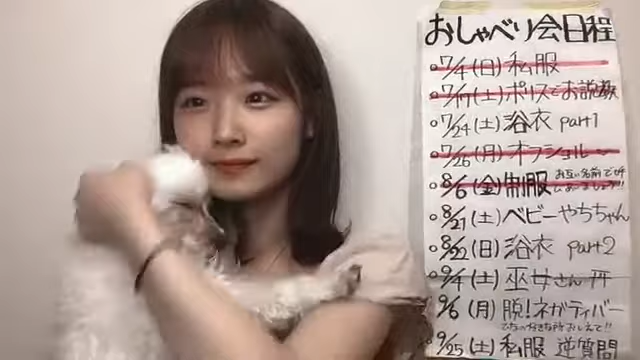 おしゃべり会日程
○7/4(日)私服
○7/17(土)ポリスでお説教
○7/24(土)浴衣 part1
○7/26(月)オフショル
○8/6(金)制服 お互い名前で呼
○8/21(土)ベビーやちちゃん
○8/22(日)浴衣 part2
○9/4(土)巫女さん
○9/6(月)脱!ネガティバー
○9/25(土)私服 逆質問